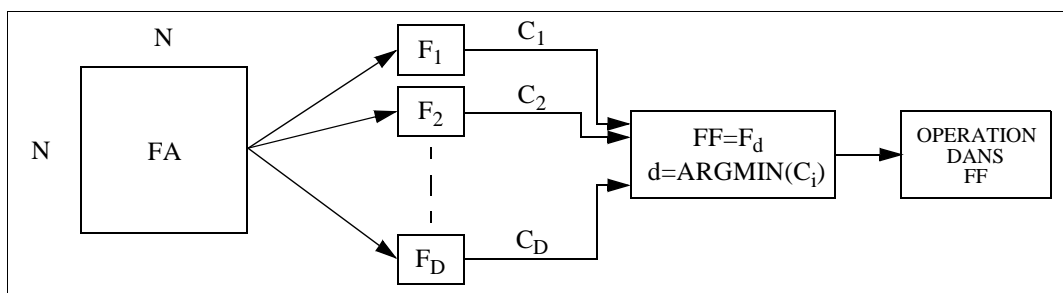 N
N
FA
F1
C1
F2
C2
FD
CD
FF=Fd
d=ARGMIN(Ci)
OPERATION
DANS
FF